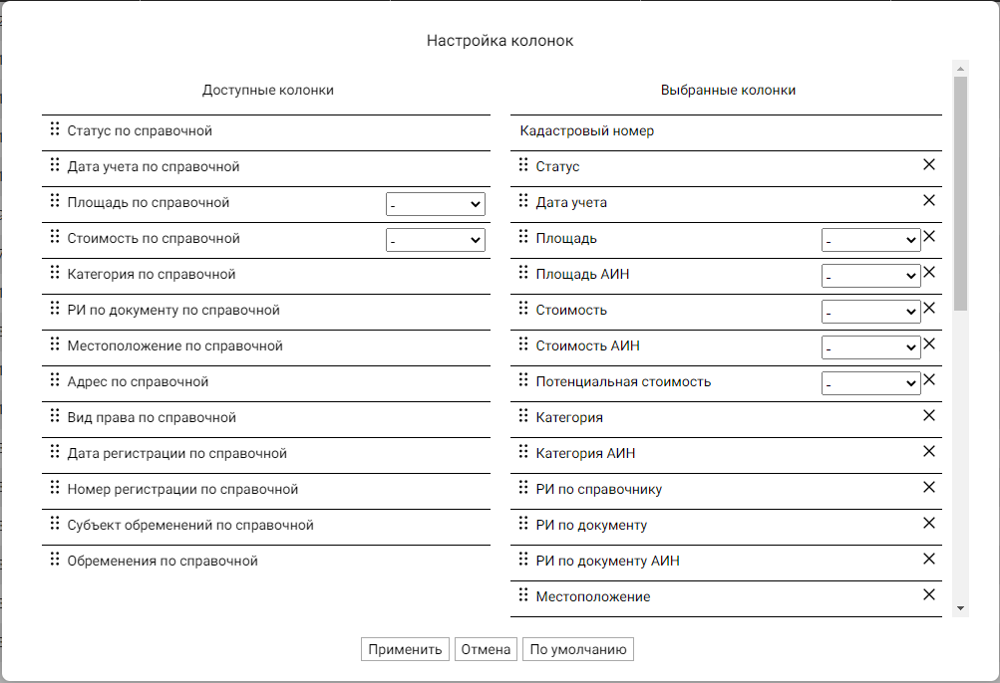 Настройка колонок
Доступные колонки
Статус по справочной
Дата учета по справочной
Площадь по справочной -
Стоимость по справочной -
Категория по справочной
РИ по документу по справочной
Местоположение по справочной
Адрес по справочной
Вид права по справочной
Дата регистрации по справочной
Номер регистрации по справочной
Субъект обременений по справочной
Обременения по справочной
Выбранные колонки
Кадастровый номер
Статус
Дата учета
Площадь -
Площадь АИН -
Стоимость -
Стоимость АИН -
Потенциальная стоимость -
Категория
Категория АИН
РИ по справочнику
РИ по документу
РИ по документу АИН
Местоположение
Применить Отмена По умолчанию